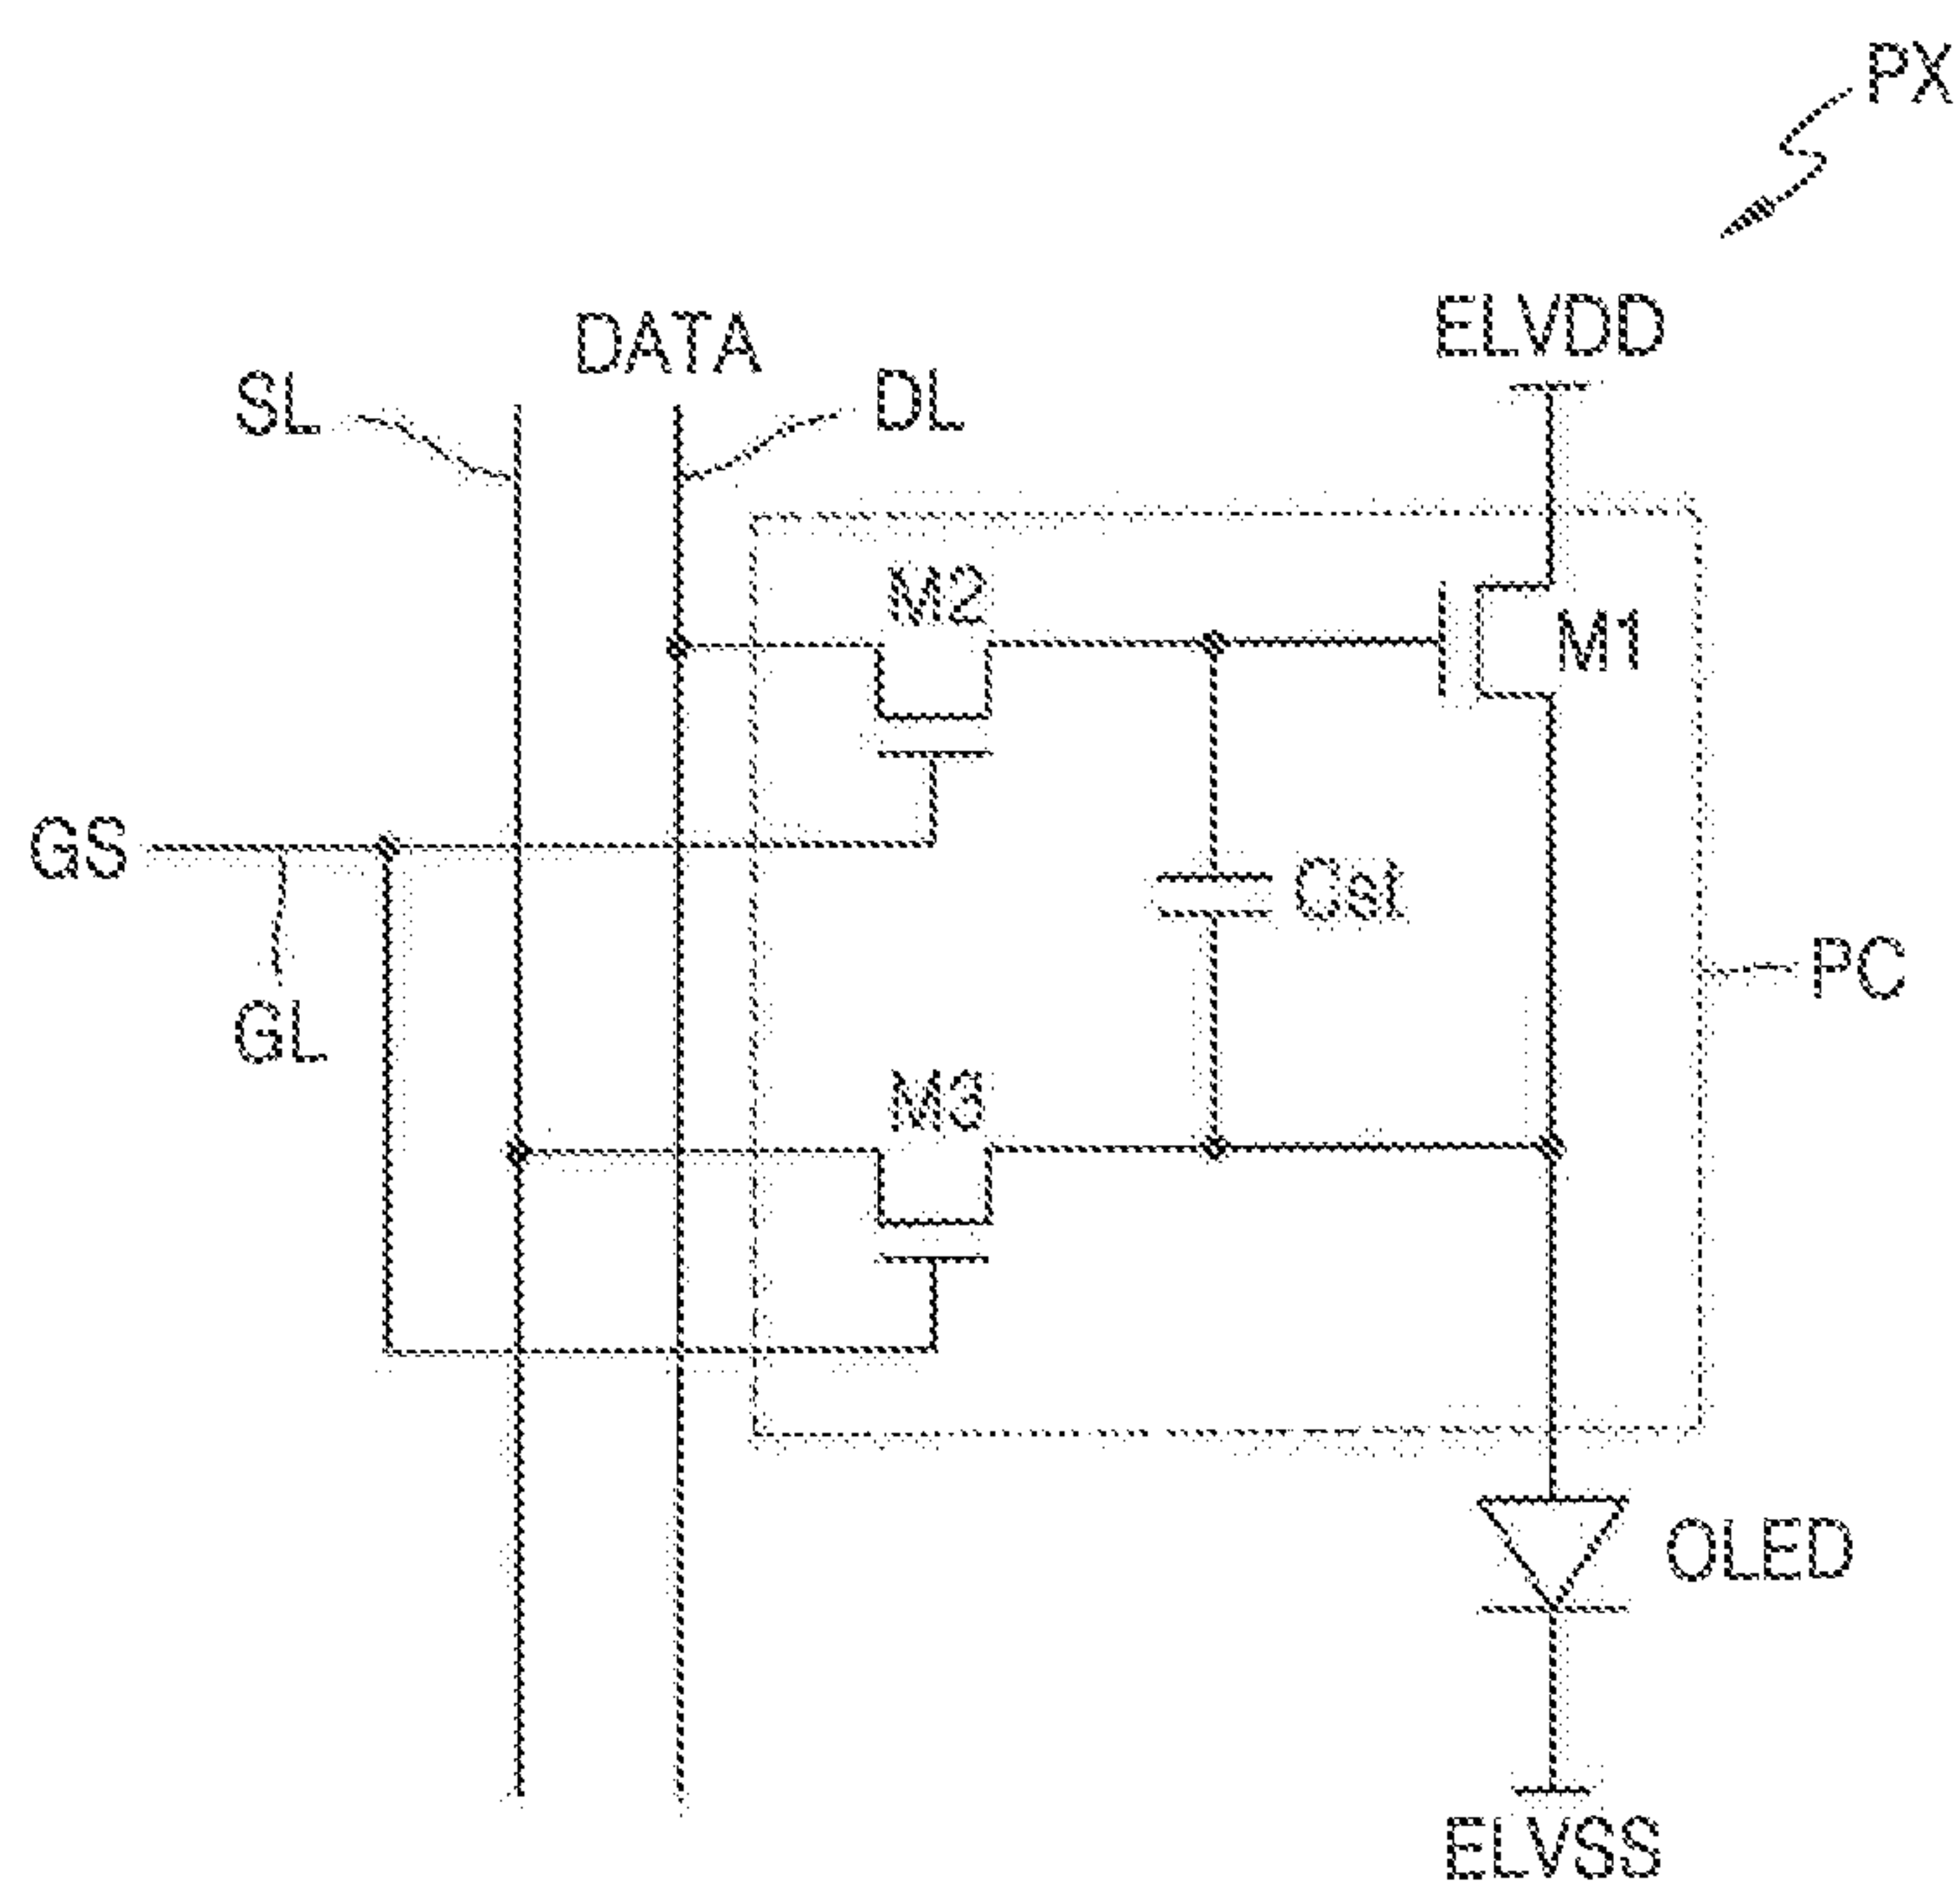 PX
ELVDD
DATA
SL
DL
M2
M1
GS
Cst
PC
GL
M3
OLED
ELVSS